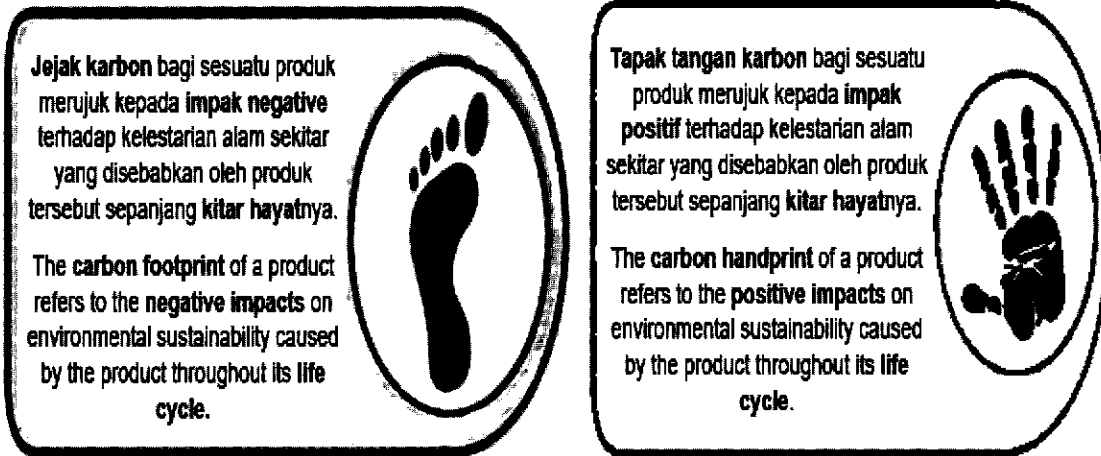 Jejak karbon bagi sesuatu produk
merujuk kepada impak negative
terhadap kelestarian alam sekitar
yang disebabkan oleh produk
tersebut sepanjang kitar hayatnya.
The carbon footprint of a product
refers to the negative impacts on
environmental sustainability caused
by the product throughout its life
cycle.
Tapak tangan karbon bagi sesuatu
produk merujuk kepada impak
positif terhadap kelestarian alam
sekitar yang disebabkan oleh produk
tersebut sepanjang kitar hayatnya.
The carbon handprint of a product
refers to the positive impacts on
environmental sustainability caused
by the product throughout its life
cycle.